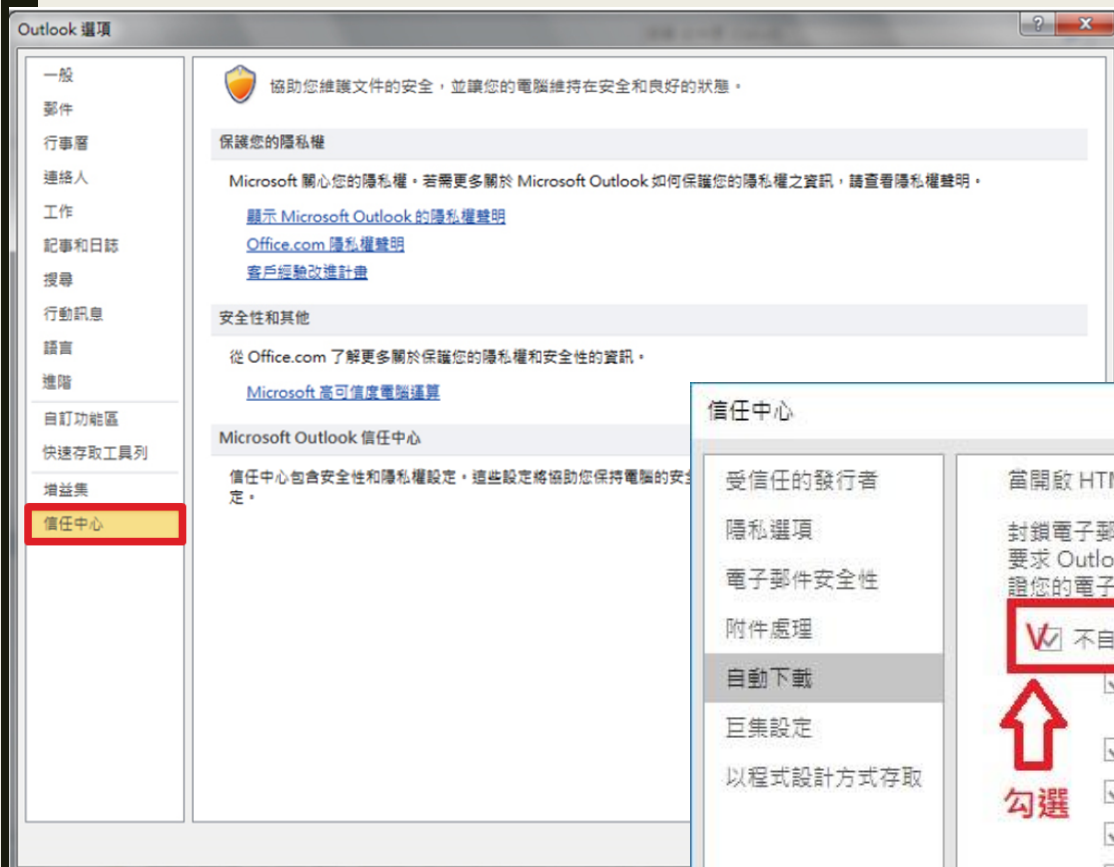 Outlook 選項
一般
郵件
行事曆
連絡人
工作
記事和日誌
搜尋
行動訊息
語言
進階
自訂功能區
快速存取工具列
增益集
信任中心
協助您維護文件的安全，並讓您的電腦維持在安全和良好的狀態。
保護您的隱私權
Microsoft 關心您的隱私權。若需更多關於 Microsoft Outlook 如何保護您的隱私權之資訊，請查看隱私權聲明。
顯示 Microsoft Outlook 的隱私權聲明
Office.com 隱私權聲明
客戶經驗改進計畫
安全性和其他
從 Office.com 了解更多關於保護您的隱私權和安全性的資訊。
Microsoft 高可信度電腦運算
Microsoft Outlook 信任中心
信任中心包含安全性和隱私權設定。這些設定將協助您保持電腦的安全
定。
信任中心
受信任的發行者
隱私選項
電子郵件安全性
附件處理
自動下載
巨集設定
以程式設計方式存取
當開啟 HTM
封鎖電子郵
要求 Outlo
證您的電子
V 不自
勾選